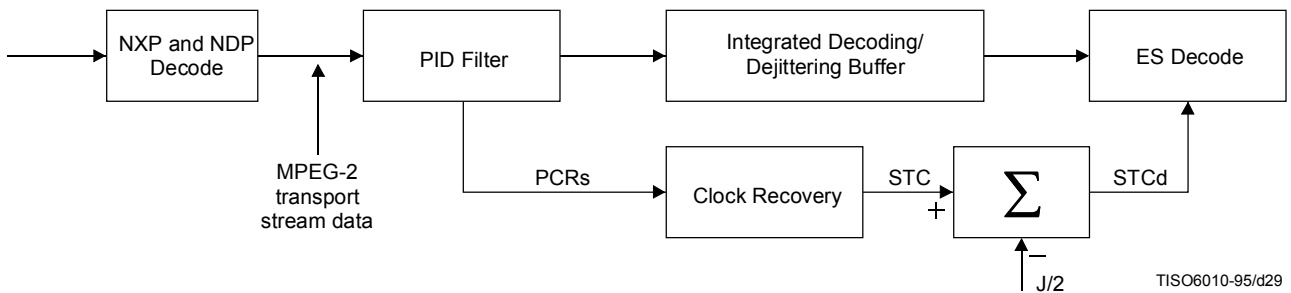 NXP and NDP
Decode
PID Filter
Integrated Decoding/
Dejittering Buffer
ES Decode
MPEG-2
transport
stream data
PCRs
Clock Recovery
STC
+
Σ
STCd
−
J/2
TISO6010-95/d29